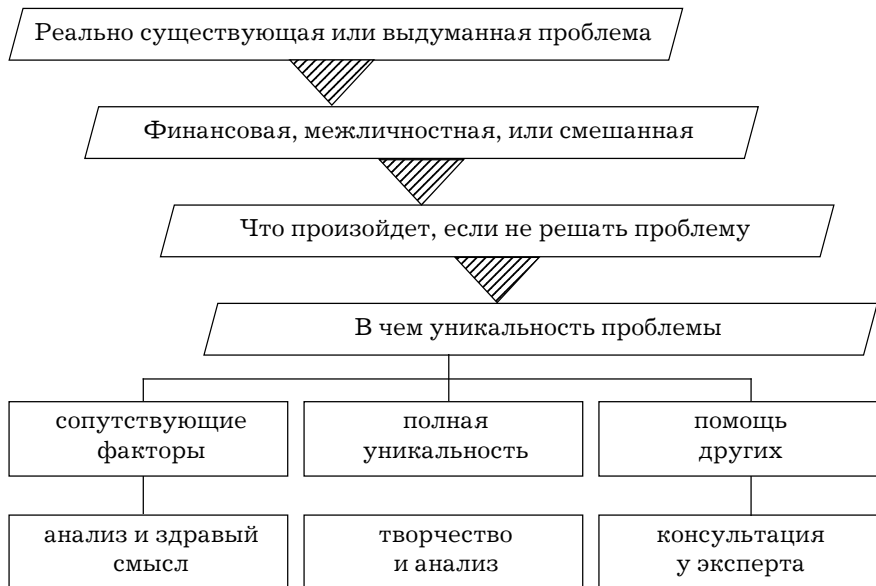 Реально существующая или выдуманная проблема
Финансовая, межличностная, или смешанная
Что произойдет, если не решать проблему
В чем уникальность проблемы
сопутствующие
факторы
полная
уникальность
помощь
других
анализ и здравый
смысл
творчество
и анализ
консультация
у эксперта